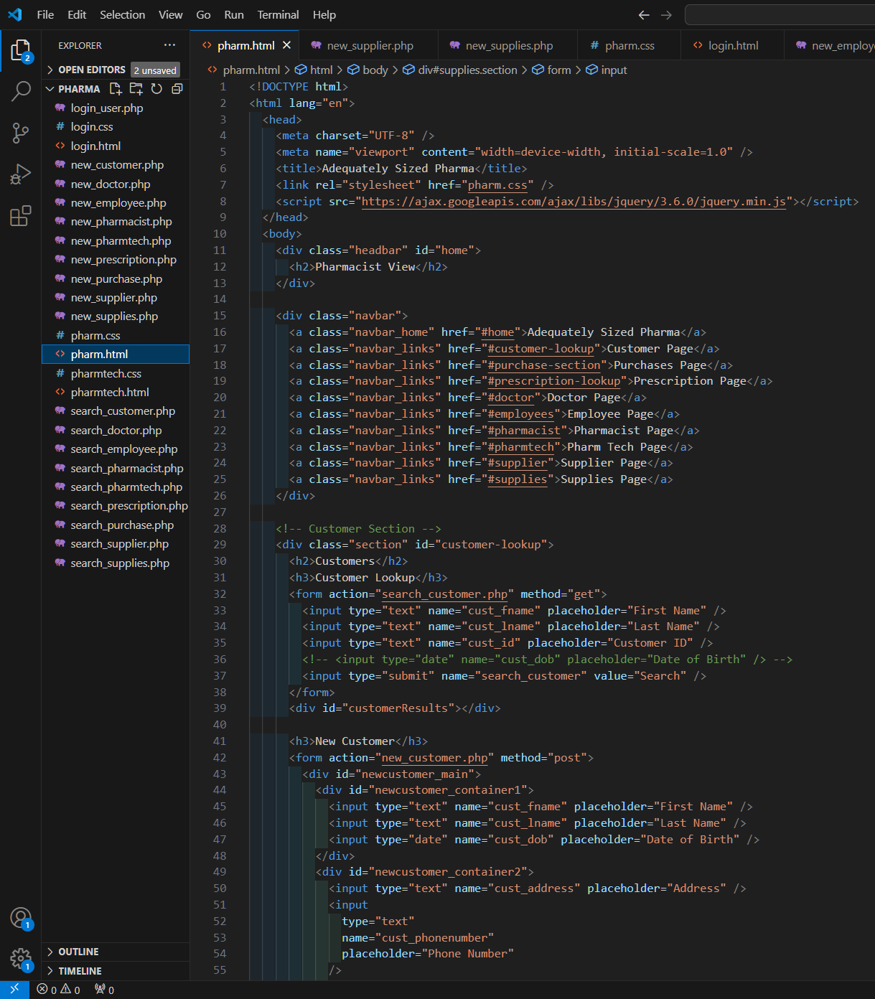 File Edit Selection View Go Run Terminal Help
EXPLORER
2
OPEN EDITORS 2 unsaved
PHARMA
login_user.php
login.css
login.html
new_customer.php
new_doctor.php
new_employee.php
new_pharmacist.php
new_pharmtech.php
new_prescription.php
new_purchase.php
new_supplier.php
new_supplies.php
pharm.css
pharm.html
pharmtech.css
pharmtech.html
search_customer.php
search_doctor.php
search_employee.php
search_pharmacist.php
search_pharmtech.php
search_prescription.php
search_purchase.php
search_supplier.php
search_supplies.php
OUTLINE
TIMELINE
1
1
pharm.html new_supplier.php new_supplies.php pharm.css login.html new_employe
pharm.html > html > body > div#supplies.section > form > input
1 <!DOCTYPE html>
2 <html lang="en">
3 <head>
4 <meta charset="UTF-8" />
5 <meta name="viewport" content="width=device-width, initial-scale=1.0" />
6 <title>Adequately Sized Pharma</title>
7 <link rel="stylesheet" href="pharm.css" />
8 <script src="https://ajax.googleapis.com/ajax/libs/jquery/3.6.0/jquery.min.js"></script>
9 </head>
10 <body>
11 <div class="headbar" id="home">
12 <h2>Pharmacist View</h2>
13 </div>
14
15 <div class="navbar">
16 <a class="navbar_home" href="#home">Adequately Sized Pharma</a>
17 <a class="navbar_links" href="#customer-lookup">Customer Page</a>
18 <a class="navbar_links" href="#purchase-section">Purchases Page</a>
19 <a class="navbar_links" href="#prescription-lookup">Prescription Page</a>
20 <a class="navbar_links" href="#doctor">Doctor Page</a>
21 <a class="navbar_links" href="#employees">Employee Page</a>
22 <a class="navbar_links" href="#pharmacist">Pharmacist Page</a>
23 <a class="navbar_links" href="#pharmtech">Pharm Tech Page</a>
24 <a class="navbar_links" href="#supplier">Supplier Page</a>
25 <a class="navbar_links" href="#supplies">Supplies Page</a>
26 </div>
27
28 <!-- Customer Section -->
29 <div class="section" id="customer-lookup">
30 <h2>Customers</h2>
31 <h3>Customer Lookup</h3>
32 <form action="search_customer.php" method="get">
33 <input type="text" name="cust_fname" placeholder="First Name" />
34 <input type="text" name="cust_lname" placeholder="Last Name" />
35 <input type="text" name="cust_id" placeholder="Customer ID" />
36 <!-- <input type="date" name="cust_dob" placeholder="Date of Birth" /> -->
37 <input type="submit" name="search_customer" value="Search" />
38 </form>
39 <div id="customerResults"></div>
40
41 <h3>New Customer</h3>
42 <form action="new_customer.php" method="post">
43 <div id="newcustomer_main">
44 <div id="newcustomer_container1">
45 <input type="text" name="cust_fname" placeholder="First Name" />
46 <input type="text" name="cust_lname" placeholder="Last Name" />
47 <input type="date" name="cust_dob" placeholder="Date of Birth" />
48 </div>
49 <div id="newcustomer_container2">
50 <input type="text" name="cust_address" placeholder="Address" />
51 <input
52 type="text"
53 name="cust_phonenumber"
54 placeholder="Phone Number"
55 />
0 0 0